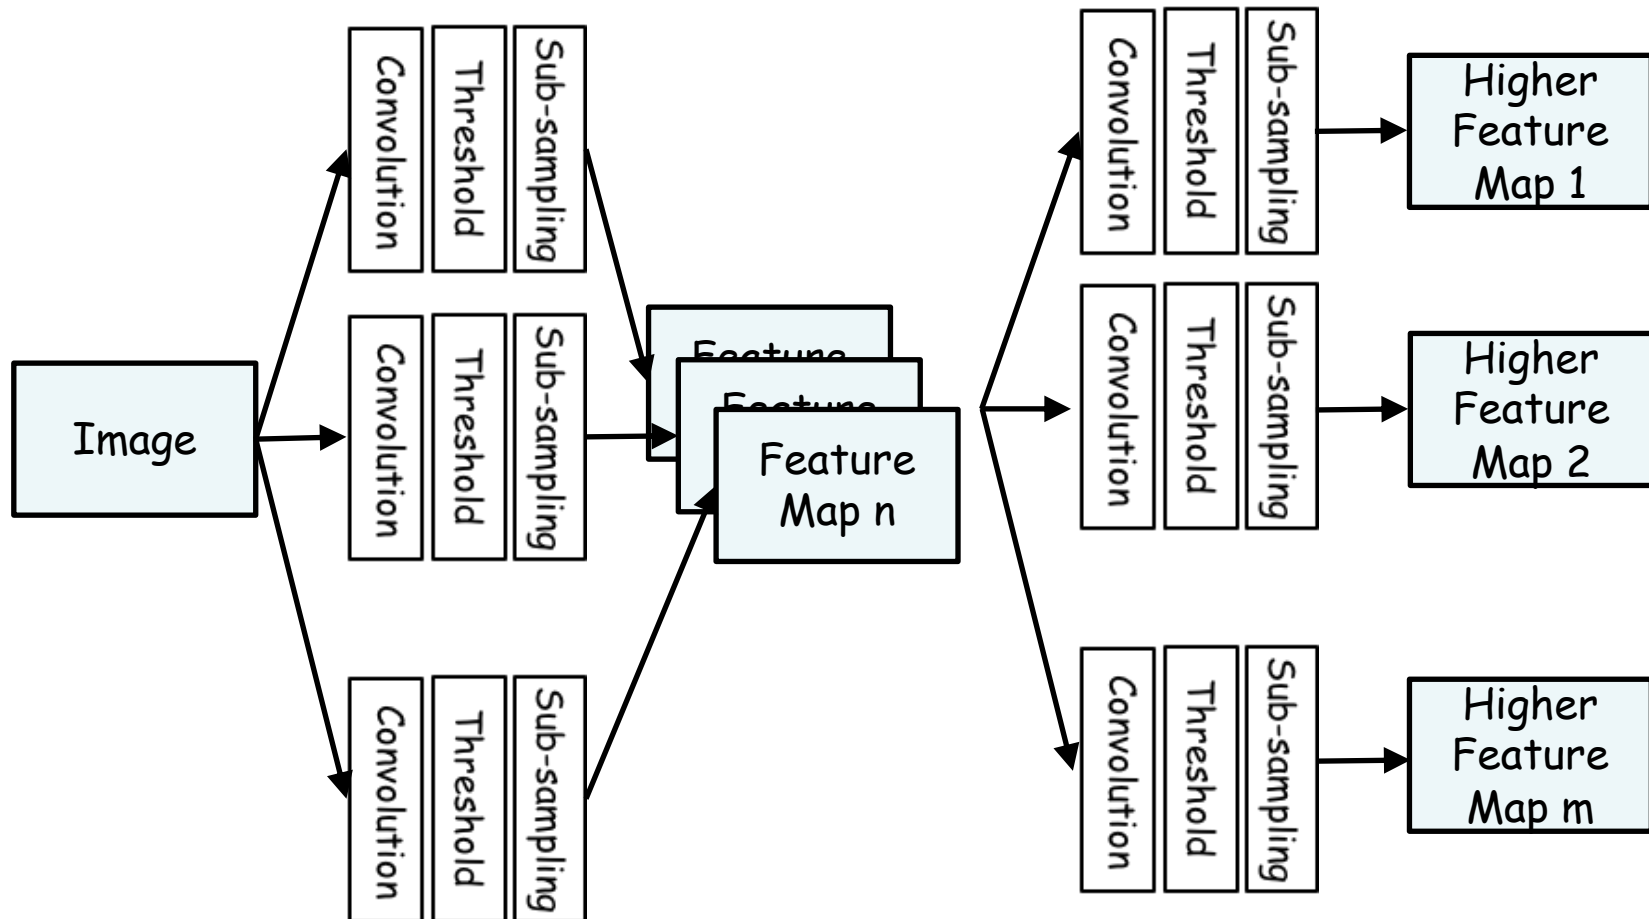 Convolution
Threshold
Sub-sampling
Convolution
Threshold
Sub-sampling
Higher
Feature
Map 1
Image
Convolution
Threshold
Sub-sampling
Feature
Feature
Feature
Map n
Convolution
Threshold
Sub-sampling
Higher
Feature
Map 2
Convolution
Threshold
Sub-sampling
Convolution
Threshold
Sub-sampling
Higher
Feature
Map m